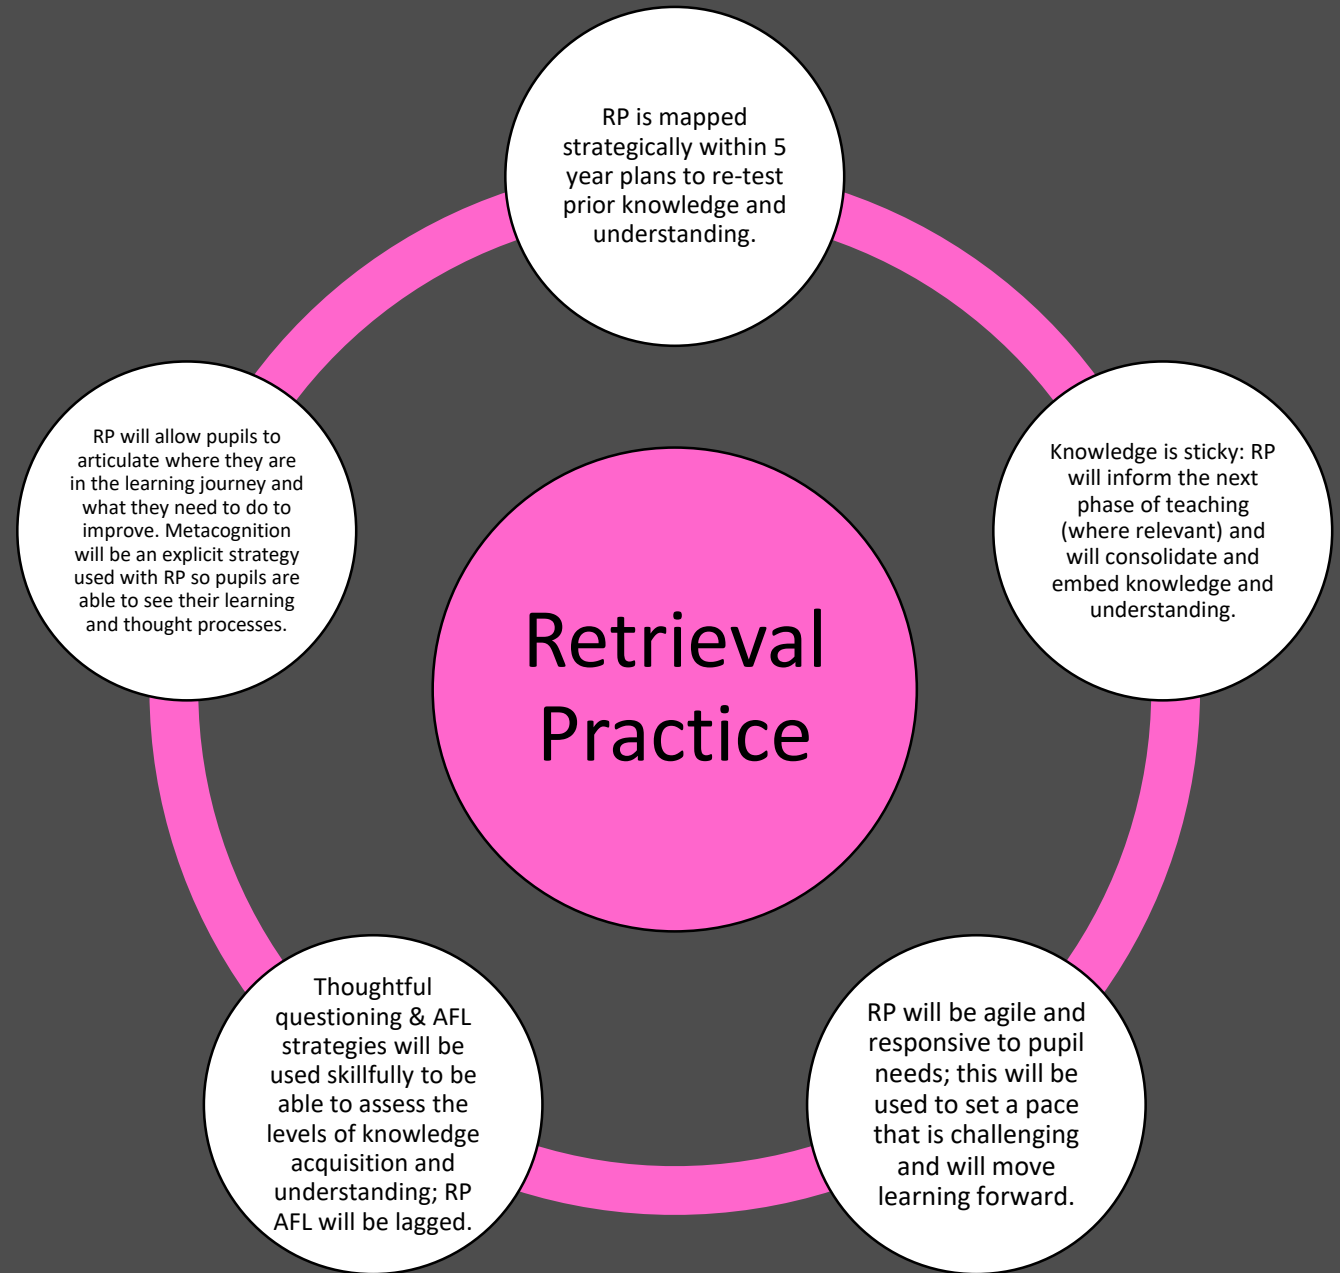 RP is mapped
strategically within 5
year plans to re-test
prior knowledge and
understanding.
Knowledge is sticky: RP
will inform the next
phase of teaching
(where relevant) and
will consolidate and
embed knowledge and
understanding.
RP will be agile and
responsive to pupil
needs; this will be
used to set a pace
that is challenging
and will move
learning forward.
Thoughtful
questioning & AFL
strategies will be
used skillfully to be
able to assess the
levels of knowledge
acquisition and
understanding; RP
AFL will be lagged.
RP will allow pupils to
articulate where they are
in the learning journey and
what they need to do to
improve. Metacognition
will be an explicit strategy
used with RP so pupils are
able to see their learning
and thought processes.
Retrieval
Practice